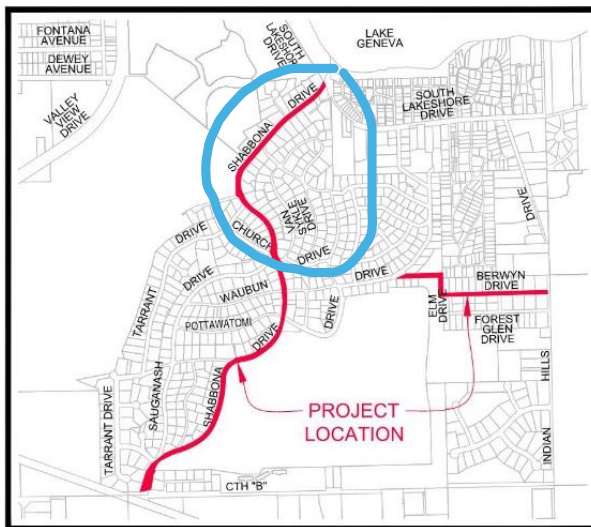 FONTANA
AVENUE
DEWEY
AVENUE
VALLEY
VIEW
DRIVE
SOUTH
LAKESHORE
DRIVE
LAKE
GENEVA
SOUTH
LAKESHORE
DRIVE
SHABBONA
DRIVE
VAN
SYKLE
DRIVE
CHURCH
DRIVE
DRIVE
TARRANT
DRIVE
WAUBUN
DRIVE
POTTAWATOMI
DRIVE
DRIVE
ELM
DRIVE
BERWYN
DRIVE
FOREST
GLEN
DRIVE
INDIAN
HILLS
DRIVE
TARRANT DRIVE
SAUGANASH
SHABBONA
DRIVE
PROJECT
LOCATION
CTH "B"